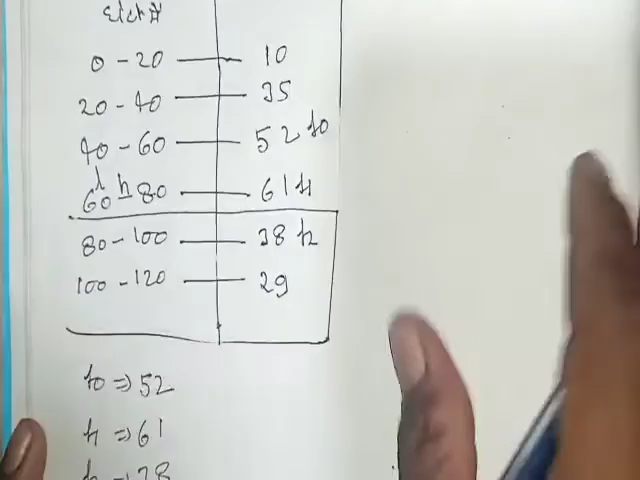 0 - 20 10
20 - 40 35
40 - 60 52 f0
l h
60 - 80 61 f1
80 - 100 38 f2
100 - 120 29
f0 ⇒ 52
f1 ⇒ 61